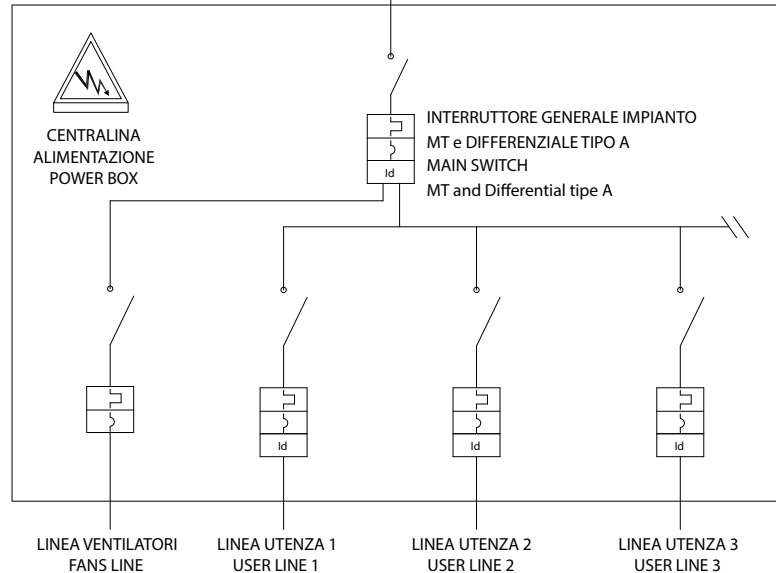 CENTRALINA
ALIMENTAZIONE
POWER BOX
INTERRUTTORE GENERALE IMPIANTO
MT e DIFFERENZIALE TIPO A
MAIN SWITCH
MT and Differential tipe A
Id
Id
Id
Id
LINEA VENTILATORI
FANS LINE
LINEA UTENZA 1
USER LINE 1
LINEA UTENZA 2
USER LINE 2
LINEA UTENZA 3
USER LINE 3